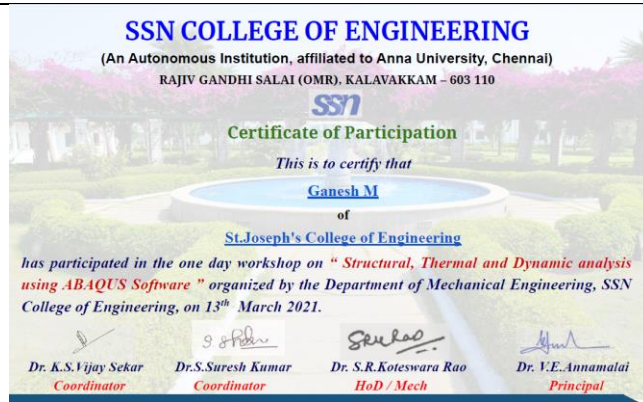 SSN COLLEGE OF ENGINEERING
(An Autonomous Institution, affiliated to Anna University, Chennai)
RAJIV GANDHI SALAI (OMR), KALAVAKKAM – 603 110
ssn
Certificate of Participation
This is to certify that
Ganesh M
of
St.Joseph's College of Engineering
has participated in the one day workshop on “ Structural, Thermal and Dynamic analysis
using ABAQUS Software ” organized by the Department of Mechanical Engineering, SSN
College of Engineering, on 13th March 2021.
Dr. K.S.Vijay Sekar Dr.S.Suresh Kumar Dr. S.R.Koteswara Rao Dr. V.E.Annamalai
Coordinator Coordinator HoD / Mech Principal